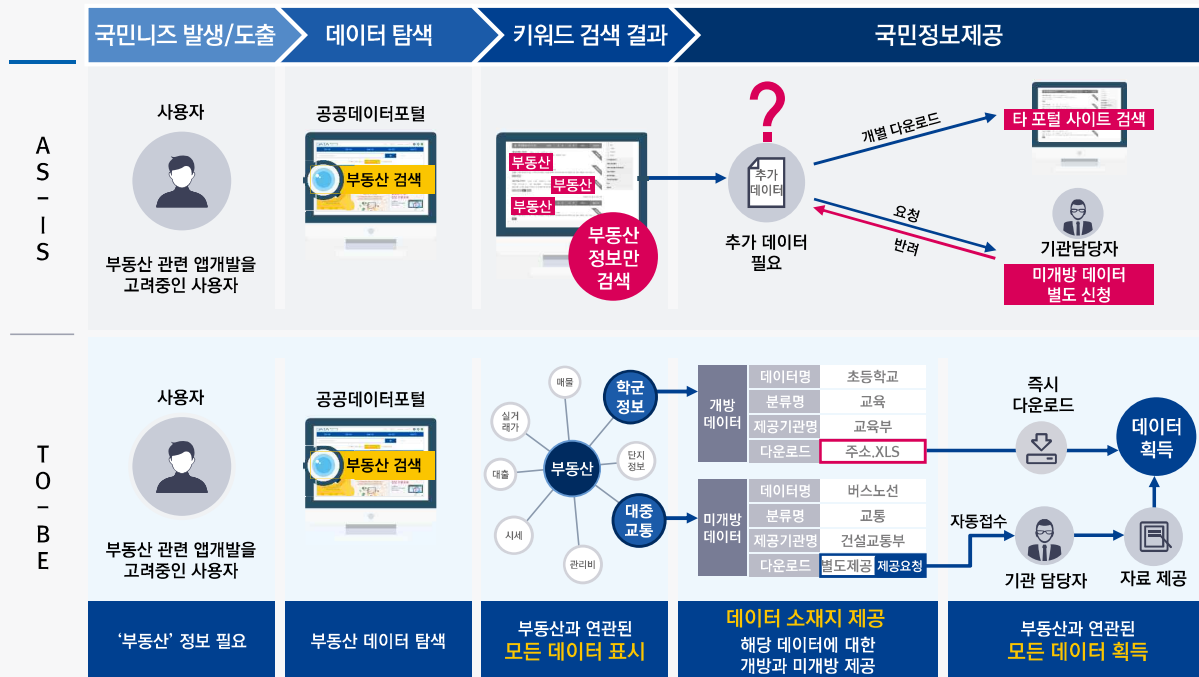 국민니즈 발생/도출
데이터 탐색
키워드 검색 결과
국민정보제공
AS-IS
사용자
부동산 관련 앱개발을
고려중인 사용자
공공데이터포털
부동산 검색
부동산
부동산
부동산
부동산
정보만
검색
?
추가
데이터
추가 데이터
필요
개별 다운로드
타 포털 사이트 검색
요청
반려
기관담당자
미개방 데이터
별도 신청
TO-BE
사용자
부동산 관련 앱개발을
고려중인 사용자
공공데이터포털
부동산 검색
매물
학군
정보
실거
래가
단지
정보
부동산
대출
대중
교통
시세
관리비
개방
데이터
데이터명 초등학교
분류명 교육
제공기관명 교육부
다운로드 주소.XLS
미개방
데이터
데이터명 버스노선
분류명 교통
제공기관명 건설교통부
다운로드 별도제공 제공요청
즉시
다운로드
데이터
획득
자동접수
기관 담당자
자료 제공
‘부동산’ 정보 필요
부동산 데이터 탐색
부동산과 연관된
모든 데이터 표시
데이터 소재지 제공
해당 데이터에 대한
개방과 미개방 제공
부동산과 연관된
모든 데이터 획득